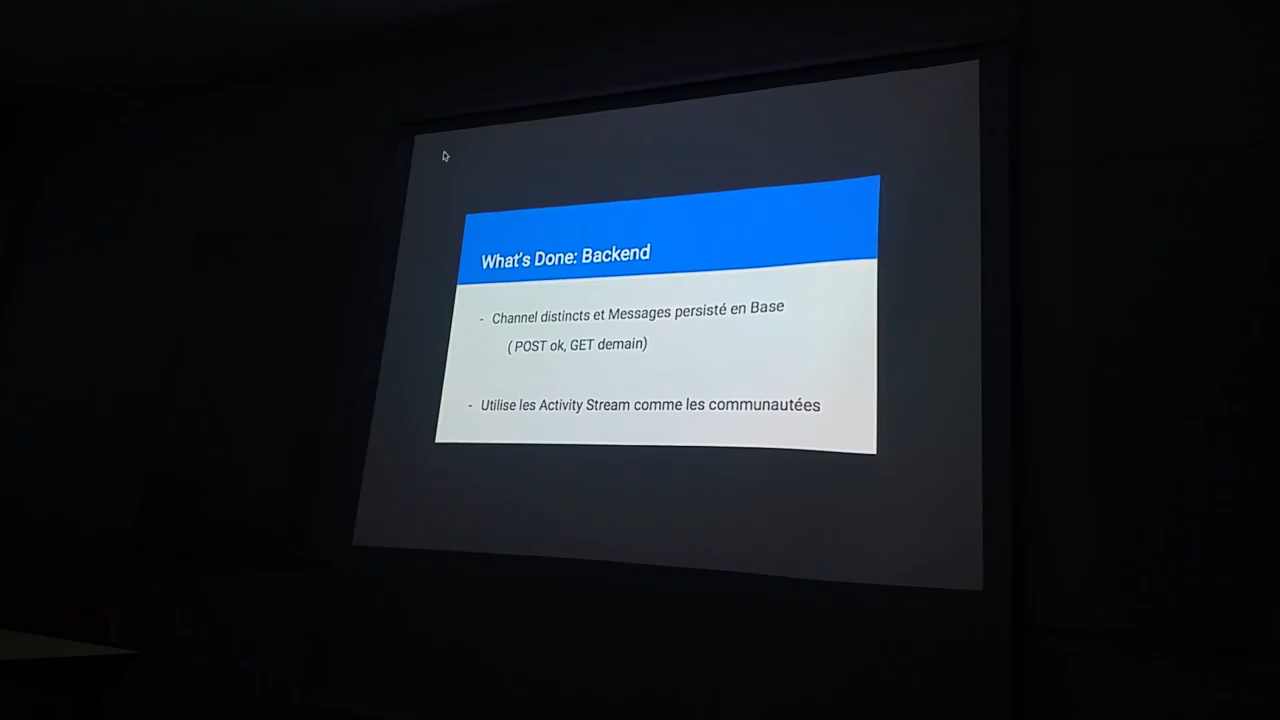 What's Done: Backend
- Channel distincts et Messages persisté en Base
( POST ok, GET demain)
- Utilise les Activity Stream comme les communautées